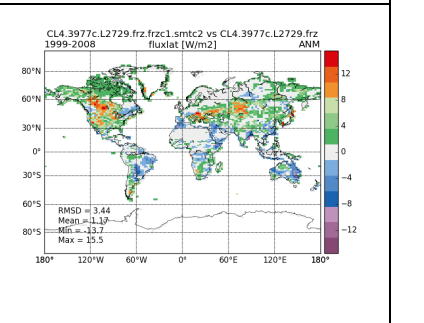 CL4.3977c.L2729.frz.frzc1.smtc2 vs CL4.3977c.L2729.frz
1999-2008 fluxlat [W/m2] ANM
80°N
60°N
30°N
0°
30°S
60°S
80°S
RMSD = 3.44
Mean = 1.17
Min = -13.7
Max = 15.5
180° 120°W 60°W 0° 60°E 120°E 180°
12
8
4
0
−4
−8
−12